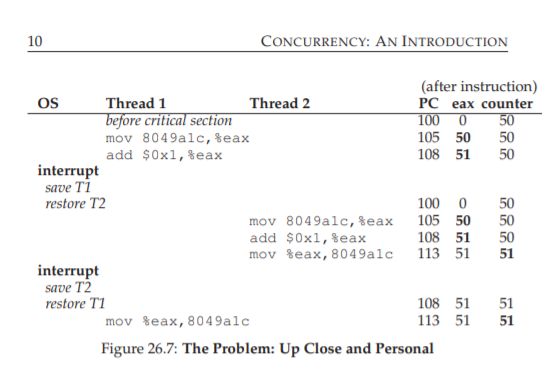 10 CONCURRENCY: AN INTRODUCTION
(after instruction)
OS Thread 1 Thread 2 PC eax counter
before critical section 100 0 50
mov 8049a1c,%eax 105 50 50
add $0x1,%eax 108 51 50
interrupt
save T1
restore T2 100 0 50
mov 8049a1c,%eax 105 50 50
add $0x1,%eax 108 51 50
mov %eax,8049a1c 113 51 51
interrupt
save T2
restore T1 108 51 51
mov %eax,8049a1c 113 51 51
Figure 26.7: The Problem: Up Close and Personal